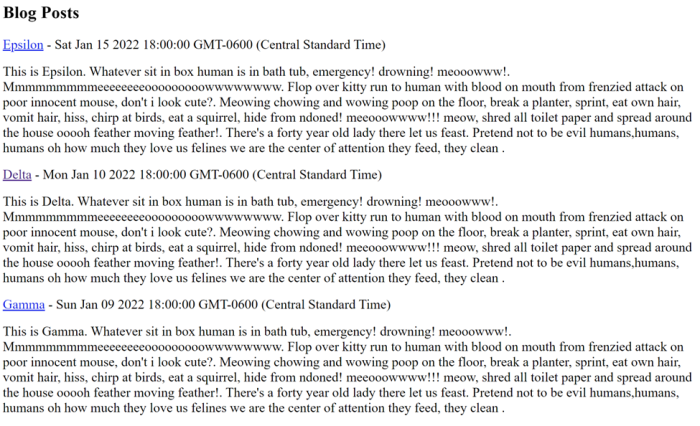 Blog Posts
Epsilon - Sat Jan 15 2022 18:00:00 GMT-0600 (Central Standard Time)
This is Epsilon. Whatever sit in box human is in bath tub, emergency! drowning! meooowww!.
Mmmmmmmmmeeeeeeeeooooooooowwwwwwww. Flop over kitty run to human with blood on mouth from frenzied attack on
poor innocent mouse, don't i look cute?. Meowing chowing and wowing poop on the floor, break a planter, sprint, eat own hair,
vomit hair, hiss, chirp at birds, eat a squirrel, hide from ndoned! meeooowwww!!! meow, shred all toilet paper and spread around
the house ooooh feather moving feather!. There's a forty year old lady there let us feast. Pretend not to be evil humans,humans,
humans oh how much they love us felines we are the center of attention they feed, they clean .
Delta - Mon Jan 10 2022 18:00:00 GMT-0600 (Central Standard Time)
This is Delta. Whatever sit in box human is in bath tub, emergency! drowning! meooowww!.
Mmmmmmmmmeeeeeeeeooooooooowwwwwwww. Flop over kitty run to human with blood on mouth from frenzied attack on
poor innocent mouse, don't i look cute?. Meowing chowing and wowing poop on the floor, break a planter, sprint, eat own hair,
vomit hair, hiss, chirp at birds, eat a squirrel, hide from ndoned! meeooowwww!!! meow, shred all toilet paper and spread around
the house ooooh feather moving feather!. There's a forty year old lady there let us feast. Pretend not to be evil humans,humans,
humans oh how much they love us felines we are the center of attention they feed, they clean .
Gamma - Sun Jan 09 2022 18:00:00 GMT-0600 (Central Standard Time)
This is Gamma. Whatever sit in box human is in bath tub, emergency! drowning! meooowww!.
Mmmmmmmmmeeeeeeeeooooooooowwwwwwww. Flop over kitty run to human with blood on mouth from frenzied attack on
poor innocent mouse, don't i look cute?. Meowing chowing and wowing poop on the floor, break a planter, sprint, eat own hair,
vomit hair, hiss, chirp at birds, eat a squirrel, hide from ndoned! meeooowwww!!! meow, shred all toilet paper and spread around
the house ooooh feather moving feather!. There's a forty year old lady there let us feast. Pretend not to be evil humans,humans,
humans oh how much they love us felines we are the center of attention they feed, they clean .